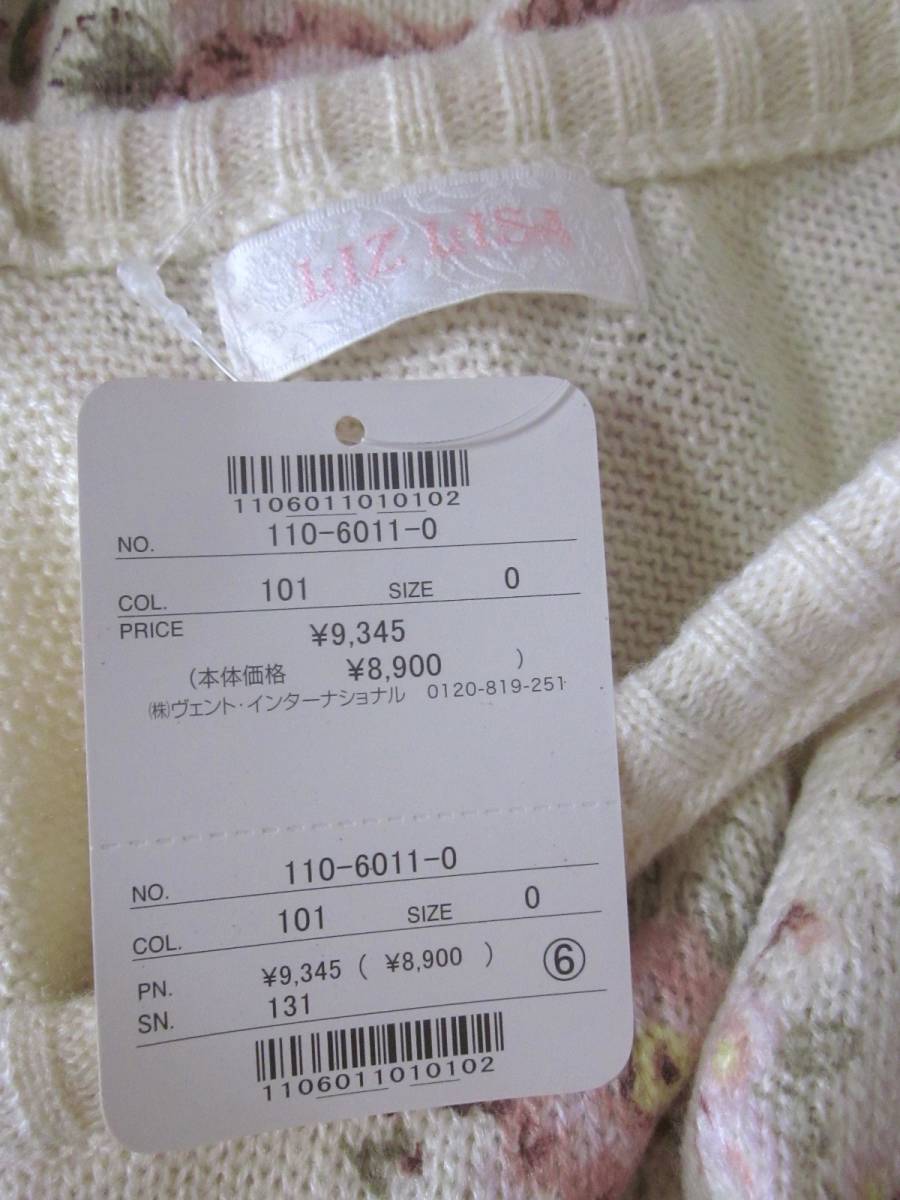 LIZ LISA
1106011010102
NO. 110-6011-0
COL. 101 SIZE 0
PRICE ¥9,345
(本体価格 ¥8,900 )
㈱ヴェント・インターナショナル 0120-819-251
NO. 110-6011-0
COL. 101 SIZE 0
PN. ¥9,345 ( ¥8,900 ) ⑥
SN. 131
1106011010102